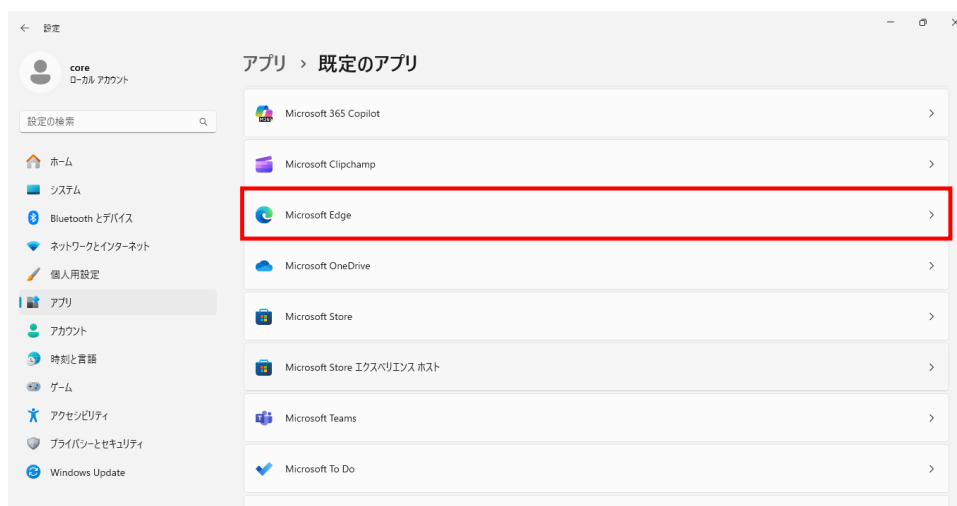 設定
core
ローカル アカウント
設定の検索
ホーム
システム
Bluetooth とデバイス
ネットワークとインターネット
個人用設定
アプリ
アカウント
時刻と言語
ゲーム
アクセシビリティ
プライバシーとセキュリティ
Windows Update
アプリ › 既定のアプリ
Microsoft 365 Copilot
Microsoft Clipchamp
Microsoft Edge
Microsoft OneDrive
Microsoft Store
Microsoft Store エクスペリエンス ホスト
Microsoft Teams
Microsoft To Do